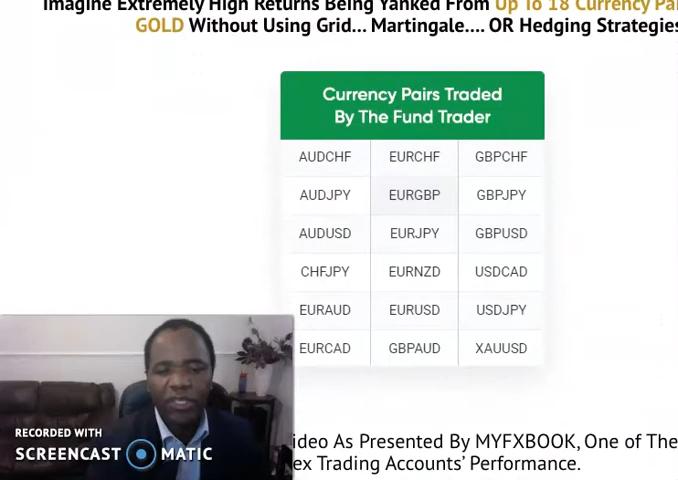 Imagine Extremely High Returns Being Yanked From Up To 18 Currency
GOLD Without Using Grid... Martingale.... OR Hedging Strategies
Currency Pairs Traded
By The Fund Trader
AUDCHF EURCHF GBPCHF
AUDJPY EURGBP GBPJPY
AUDUSD EURJPY GBPUSD
CHFJPY EURNZD USDCAD
EURAUD EURUSD USDJPY
EURCAD GBPAUD XAUUSD
ideo As Presented By MYFXBOOK, One of The
ex Trading Accounts' Performance.
RECORDED WITH
SCREENCAST MATIC